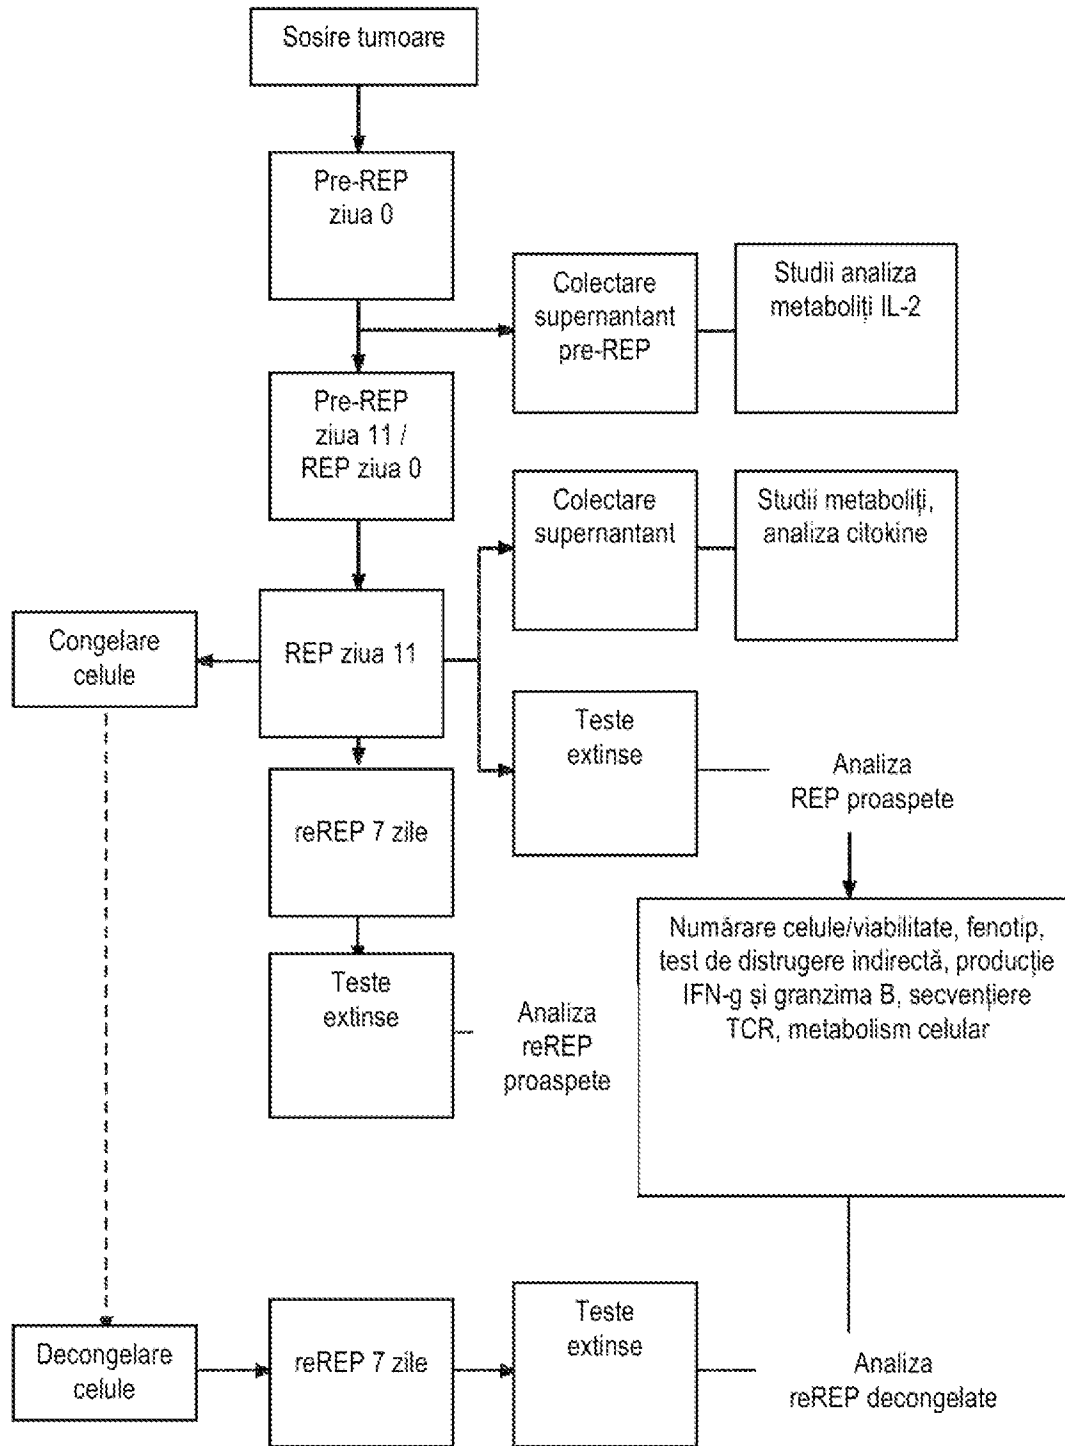 Sosire tumoare
Pre-REP
ziua 0
Colectare
supernantant
pre-REP
Studii analiza
metaboliți IL-2
Pre-REP
ziua 11 /
REP ziua 0
Colectare
supernantant
Studii metaboliți,
analiza citokine
Congelare
celule
REP ziua 11
Teste
extinse
Analiza
REP proaspete
reREP 7 zile
Numărare celule/viabilitate, fenotip,
test de distrugere indirectă, producție
IFN-g și granzima B, secvențiere
TCR, metabolism celular
Teste
extinse
Analiza
reREP
proaspete
Decongelare
celule
reREP 7 zile
Teste
extinse
Analiza
reREP decongelate